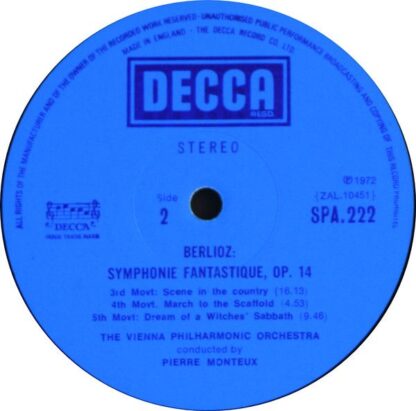 ALL RIGHTS OF THE MANUFACTURER AND OF THE OWNER OF THE RECORDED WORK RESERVED · UNAUTHORISED PUBLIC PERFORMANCE BROADCASTING AND COPYING OF THIS RECORD PROHIBITED
MADE IN ENGLAND · THE DECCA RECORD CO. LTD.
DECCA
REGD.
STEREO
Side
2
℗ 1972
(ZAL.10451)
SPA.222
DECCA
BERLIOZ:
SYMPHONIE FANTASTIQUE, OP. 14
3rd Movt: Scene in the country (16.13)
4th Movt. March to the Scaffold (4.53)
5th Movt: Dream of a Witches' Sabbath (9.46)
THE VIENNA PHILHARMONIC ORCHESTRA
conducted by
PIERRE MONTEUX